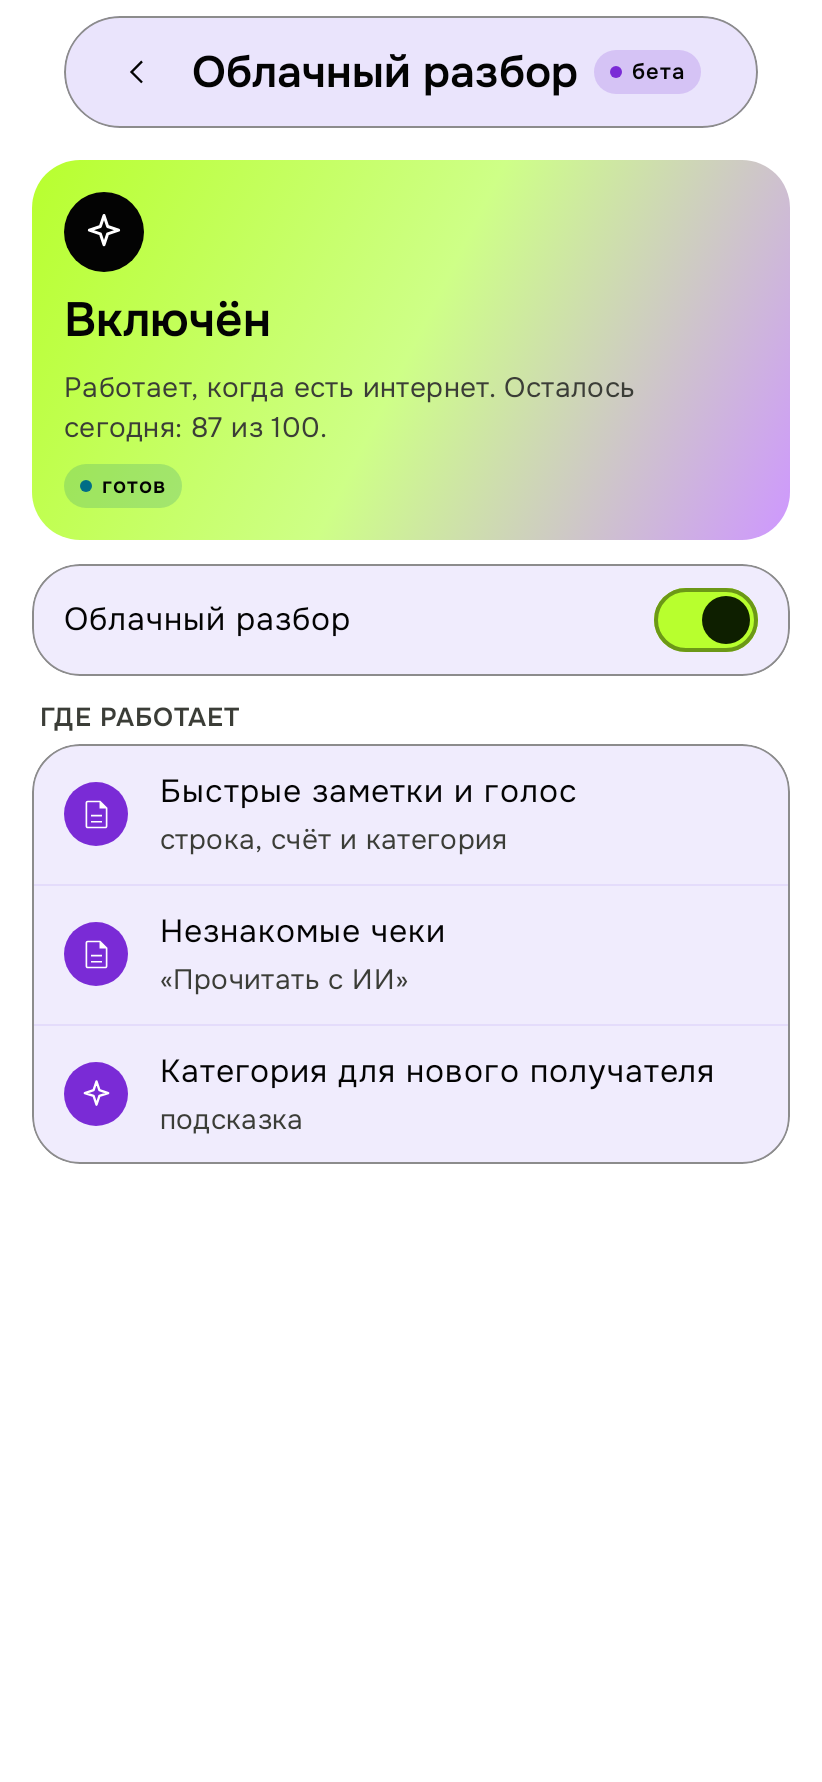 Облачный разбор
бета
Включён
Работает, когда есть интернет. Осталось
сегодня: 87 из 100.
готов
Облачный разбор
ГДЕ РАБОТАЕТ
Быстрые заметки и голос
строка, счёт и категория
Незнакомые чеки
«Прочитать с ИИ»
Категория для нового получателя
подсказка